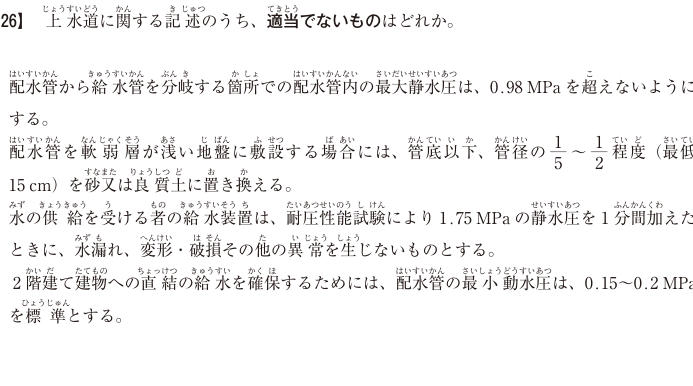 26】 上水道に関する記述のうち、適当でないものはどれか。
配水管から給水管を分岐する箇所での配水管内の最大静水圧は、0.98 MPa を超えないように
する。
配水管を軟弱層が浅い地盤に敷設する場合には、管底以下、管径の 1/5 ～ 1/2 程度（最低
15 cm）を砂又は良質土に置き換える。
水の供給を受ける者の給水装置は、耐圧性能試験により 1.75 MPa の静水圧を 1 分間加えた
ときに、水漏れ、変形・破損その他の異常を生じないものとする。
2 階建て建物への直結の給水を確保するためには、配水管の最小動水圧は、0.15～0.2 MPa
を標準とする。